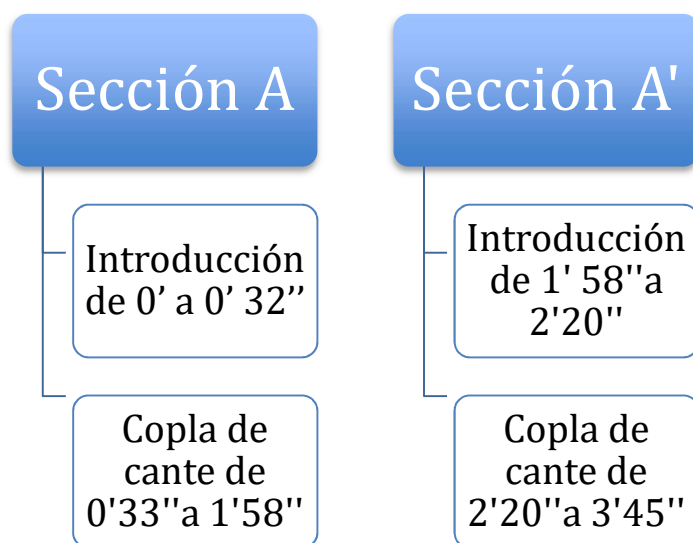 Sección A
Introducción
de 0’ a 0’ 32’’
Copla de
cante de
0'33''a 1'58''
Sección A'
Introducción
de 1' 58''a
2'20''
Copla de
cante de
2'20''a 3'45''